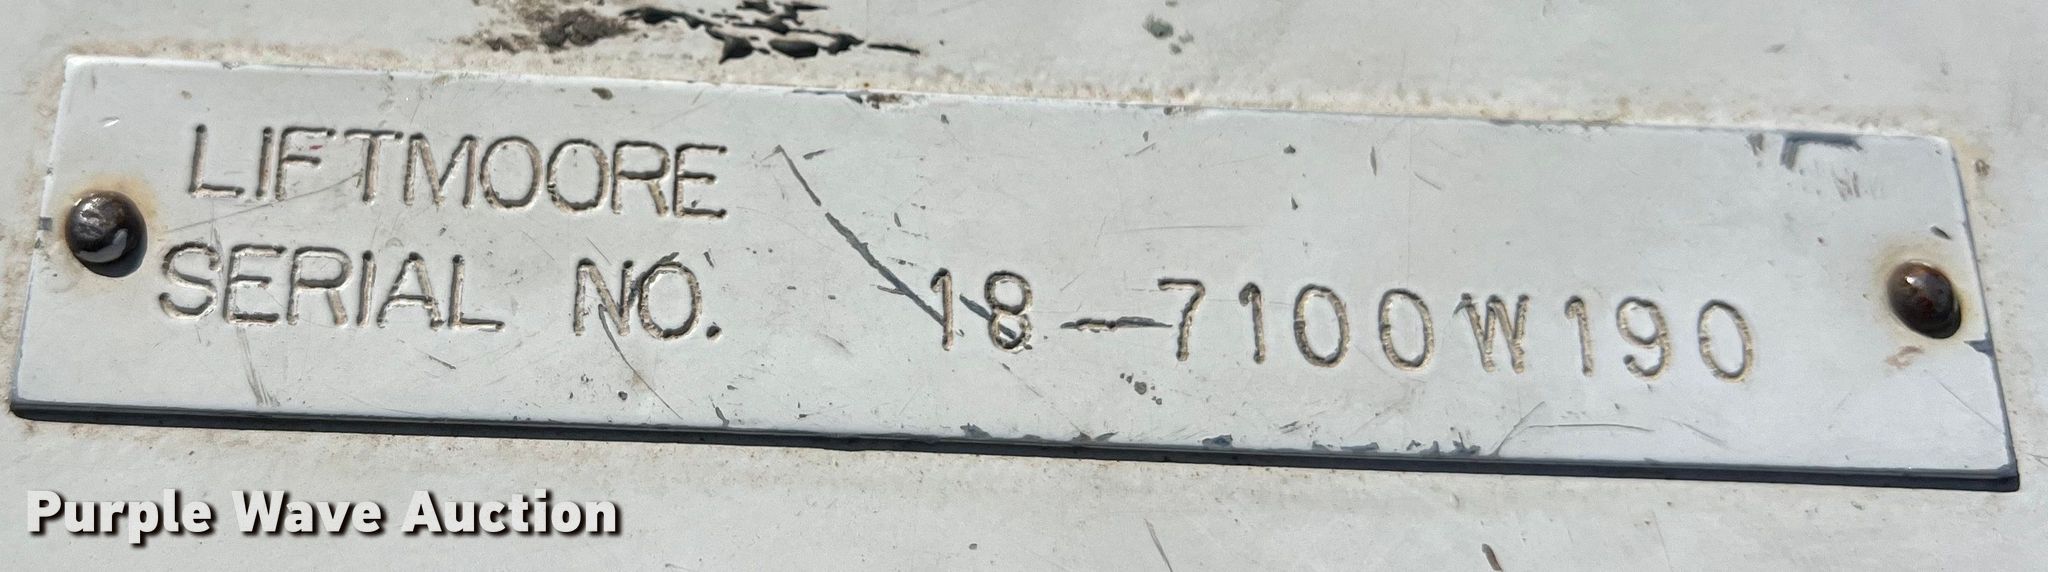 LIFTMOORE
SERIAL NO. 18-7100W190
Purple Wave Auction